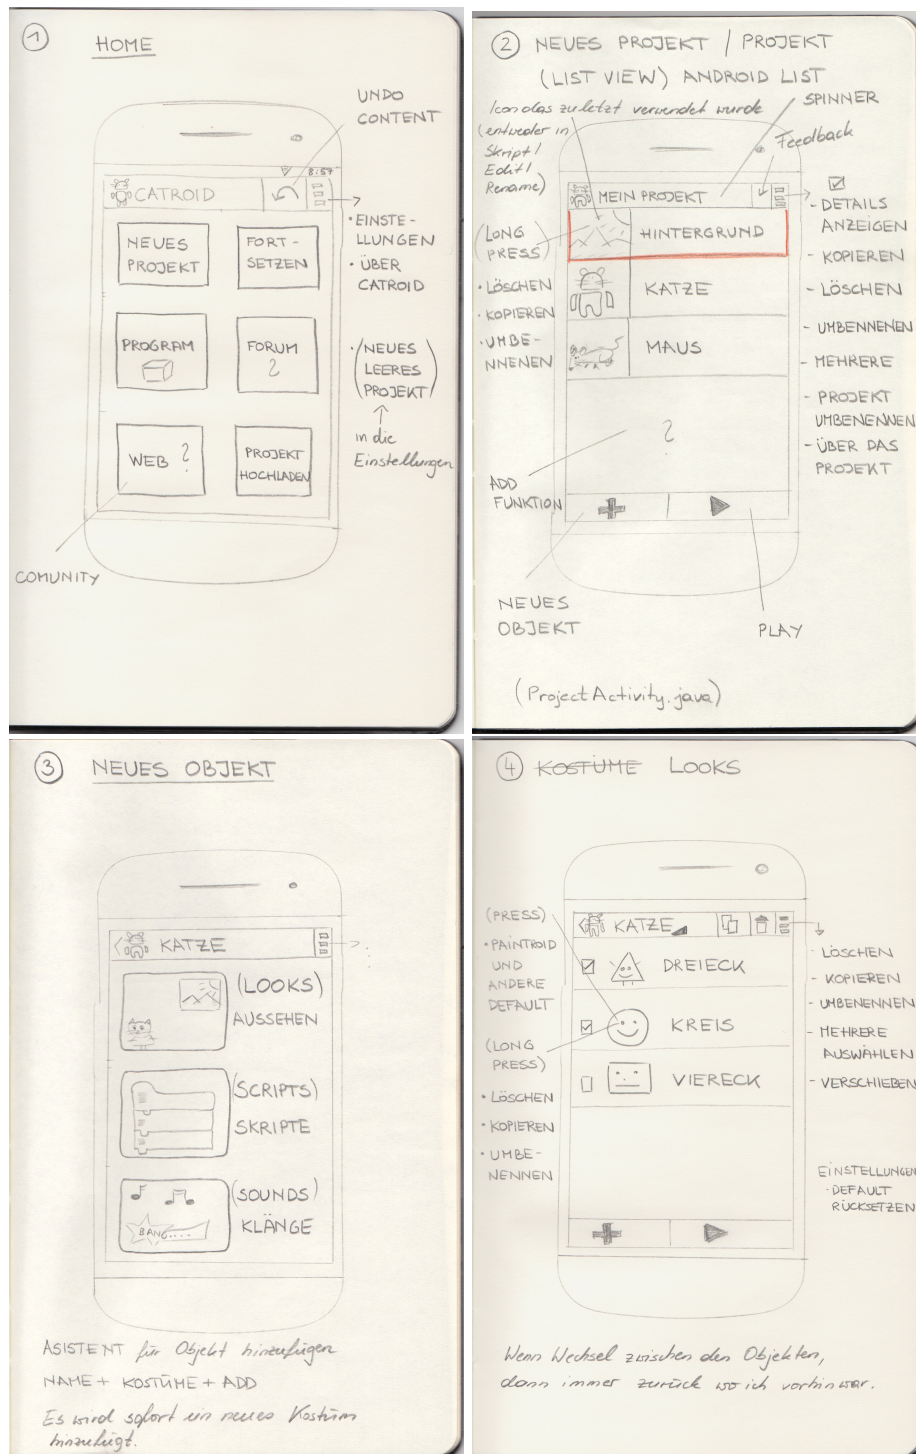 1 HOME
UNDO
CONTENT
8:57
CATROID
NEUES
PROJEKT
FORT-
SETZEN
PROGRAM
FORUM
?
WEB ?
PROJEKT
HOCHLADEN
· EINSTE-
LLUNGEN
· ÜBER
CATROID
· (NEUES
LEERES
PROJEKT)
in die
Einstellungen
COMUNITY
2 NEUES PROJEKT / PROJEKT
(LIST VIEW) ANDROID LIST
Icon das zuletzt verwendet wurde
(entweder in
Skript/
Edit/
Rename)
SPINNER
Feedback
MEIN PROJEKT
HINTERGRUND
KATZE
MAUS
?
(LONG
PRESS)
· LÖSCHEN
· KOPIEREN
· UMBE-
NNENEN
- DETAILS
ANZEIGEN
- KOPIEREN
- LÖSCHEN
- UMBENNENEN
- MEHRERE
- PROJEKT
UMBENENNEN
- ÜBER DAS
PROJEKT
ADD
FUNKTION
NEUES
OBJEKT
PLAY
(ProjectActivity.java)
3 NEUES OBJEKT
KATZE
(LOOKS)
AUSSEHEN
(SCRIPTS)
SKRIPTE
(SOUNDS)
KLÄNGE
BANG....
ASISTENT für Objekt hinzufügen
NAME + KOSTÜME + ADD
Es wird sofort ein neues Kostüm
hinzufügt.
4 KOSTÜME LOOKS
KATZE
DREIECK
KREIS
VIERECK
(PRESS)
· PAINTROID
UND
ANDERE
DEFAULT
(LONG
PRESS)
· LÖSCHEN
· KOPIEREN
· UMBE-
NENNEN
- LÖSCHEN
- KOPIEREN
- UMBENENNEN
- MEHRERE
AUSWÄHLEN
- VERSCHIEBEN
EINSTELLUNGEN
- DEFAULT
RÜCKSETZEN
Wenn Wechsel zwischen den Objekten,
dann immer zurück wo ich vorhin war.